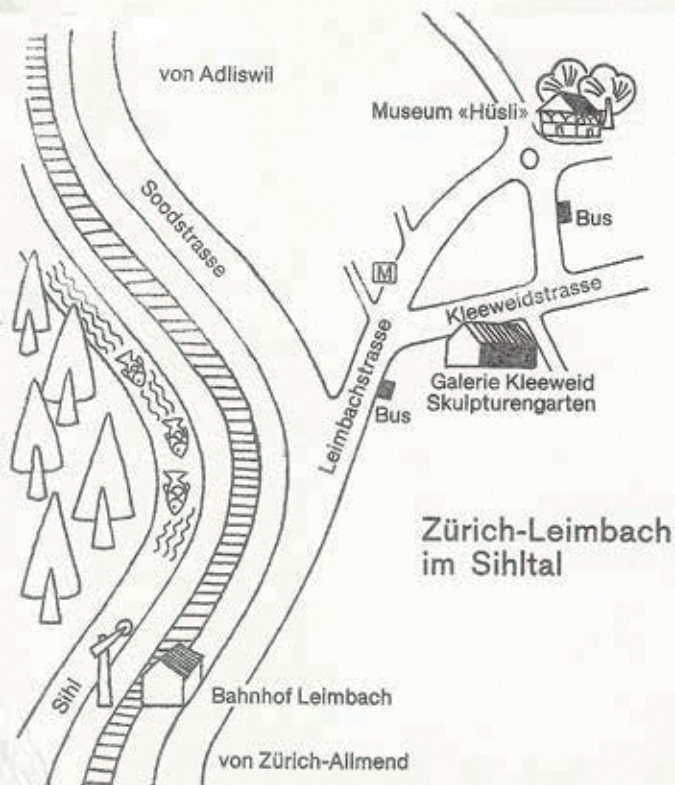 von Adliswil
Museum «Hüsli»
Soodstrasse
Bus
M
Kleeweidstrasse
Leimbachstrasse
Galerie Kleeweid
Skulpturengarten
Bus
Zürich-Leimbach
im Sihltal
Sihl
Bahnhof Leimbach
von Zürich-Allmend